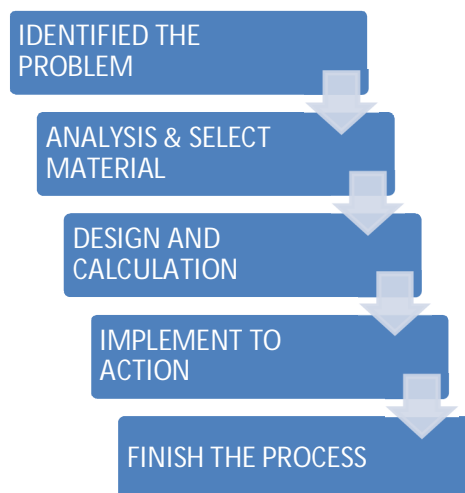 IDENTIFIED THE
PROBLEM
ANALYSIS & SELECT
MATERIAL
DESIGN AND
CALCULATION
IMPLEMENT TO
ACTION
FINISH THE PROCESS